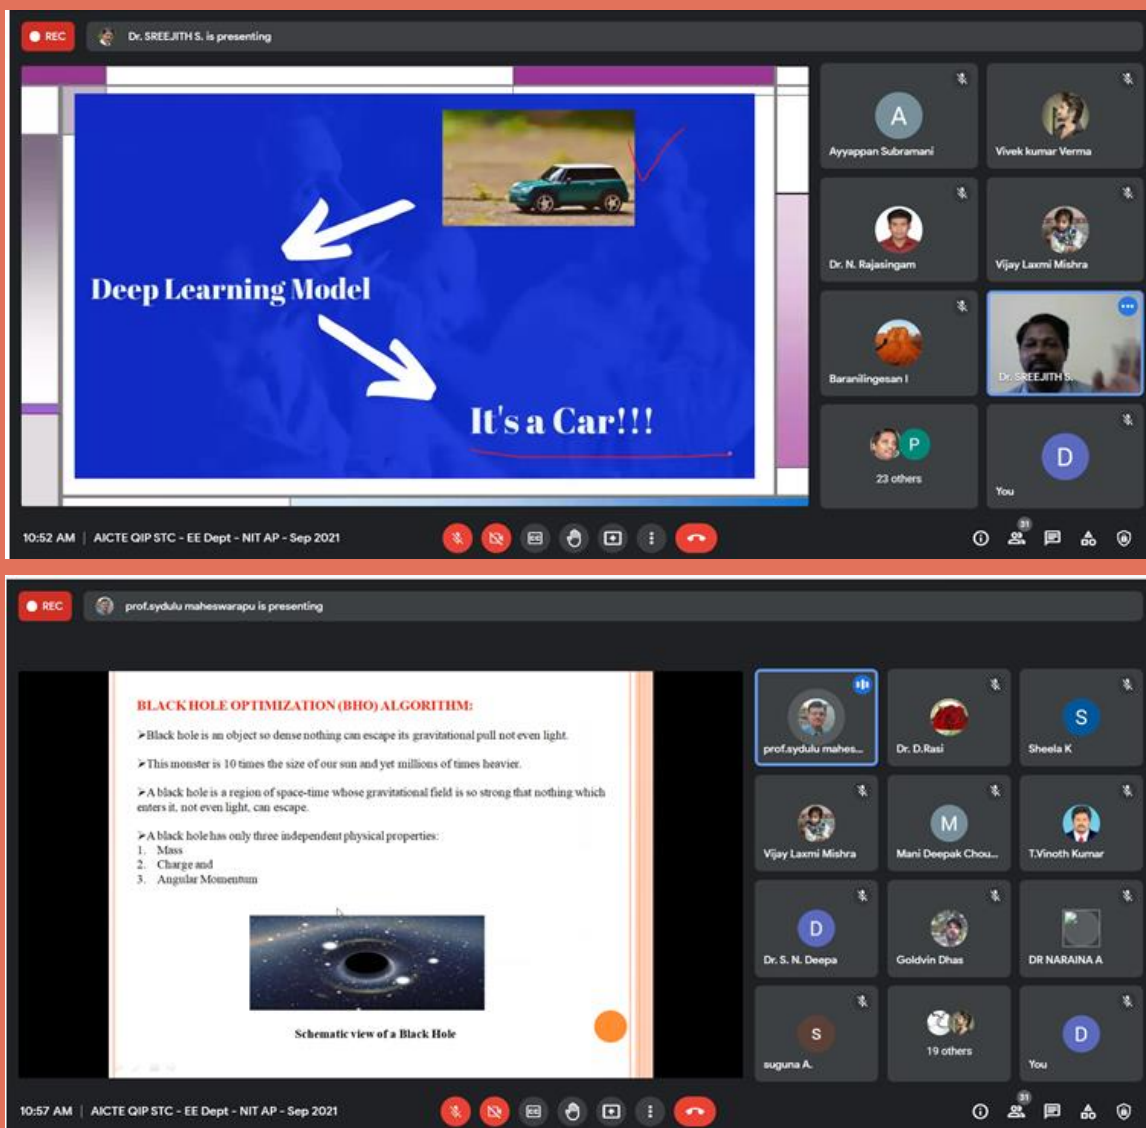 REC
Dr. SREEJITH S. is presenting
Deep Learning Model
It's a Car!!!
A
Ayyappan Subramani
Vivek kumar Verma
Dr. N. Rajasingam
Vijay Laxmi Mishra
Baranilingesan I
Dr. SREEJITH S.
P
23 others
D
You
10:52 AM | AICTE QIP STC - EE Dept - NIT AP - Sep 2021
CC
31
REC
prof.sydulu maheswarapu is presenting
BLACK HOLE OPTIMIZATION (BHO) ALGORITHM:
➢Black hole is an object so dense nothing can escape its gravitational pull not even light.
➢This monster is 10 times the size of our sun and yet millions of times heavier.
➢A black hole is a region of space-time whose gravitational field is so strong that nothing which
enters it, not even light, can escape.
➢A black hole has only three independent physical properties:
1. Mass
2. Charge and
3. Angular Momentum
Schematic view of a Black Hole
prof.sydulu mahes...
Dr. D.Rasi
S
Sheela K
Vijay Laxmi Mishra
M
Mani Deepak Chou...
T.Vinoth Kumar
D
Dr. S. N. Deepa
Goldvin Dhas
DR NARAINA A
S
suguna A.
19 others
D
You
10:57 AM | AICTE QIP STC - EE Dept - NIT AP - Sep 2021
CC
31